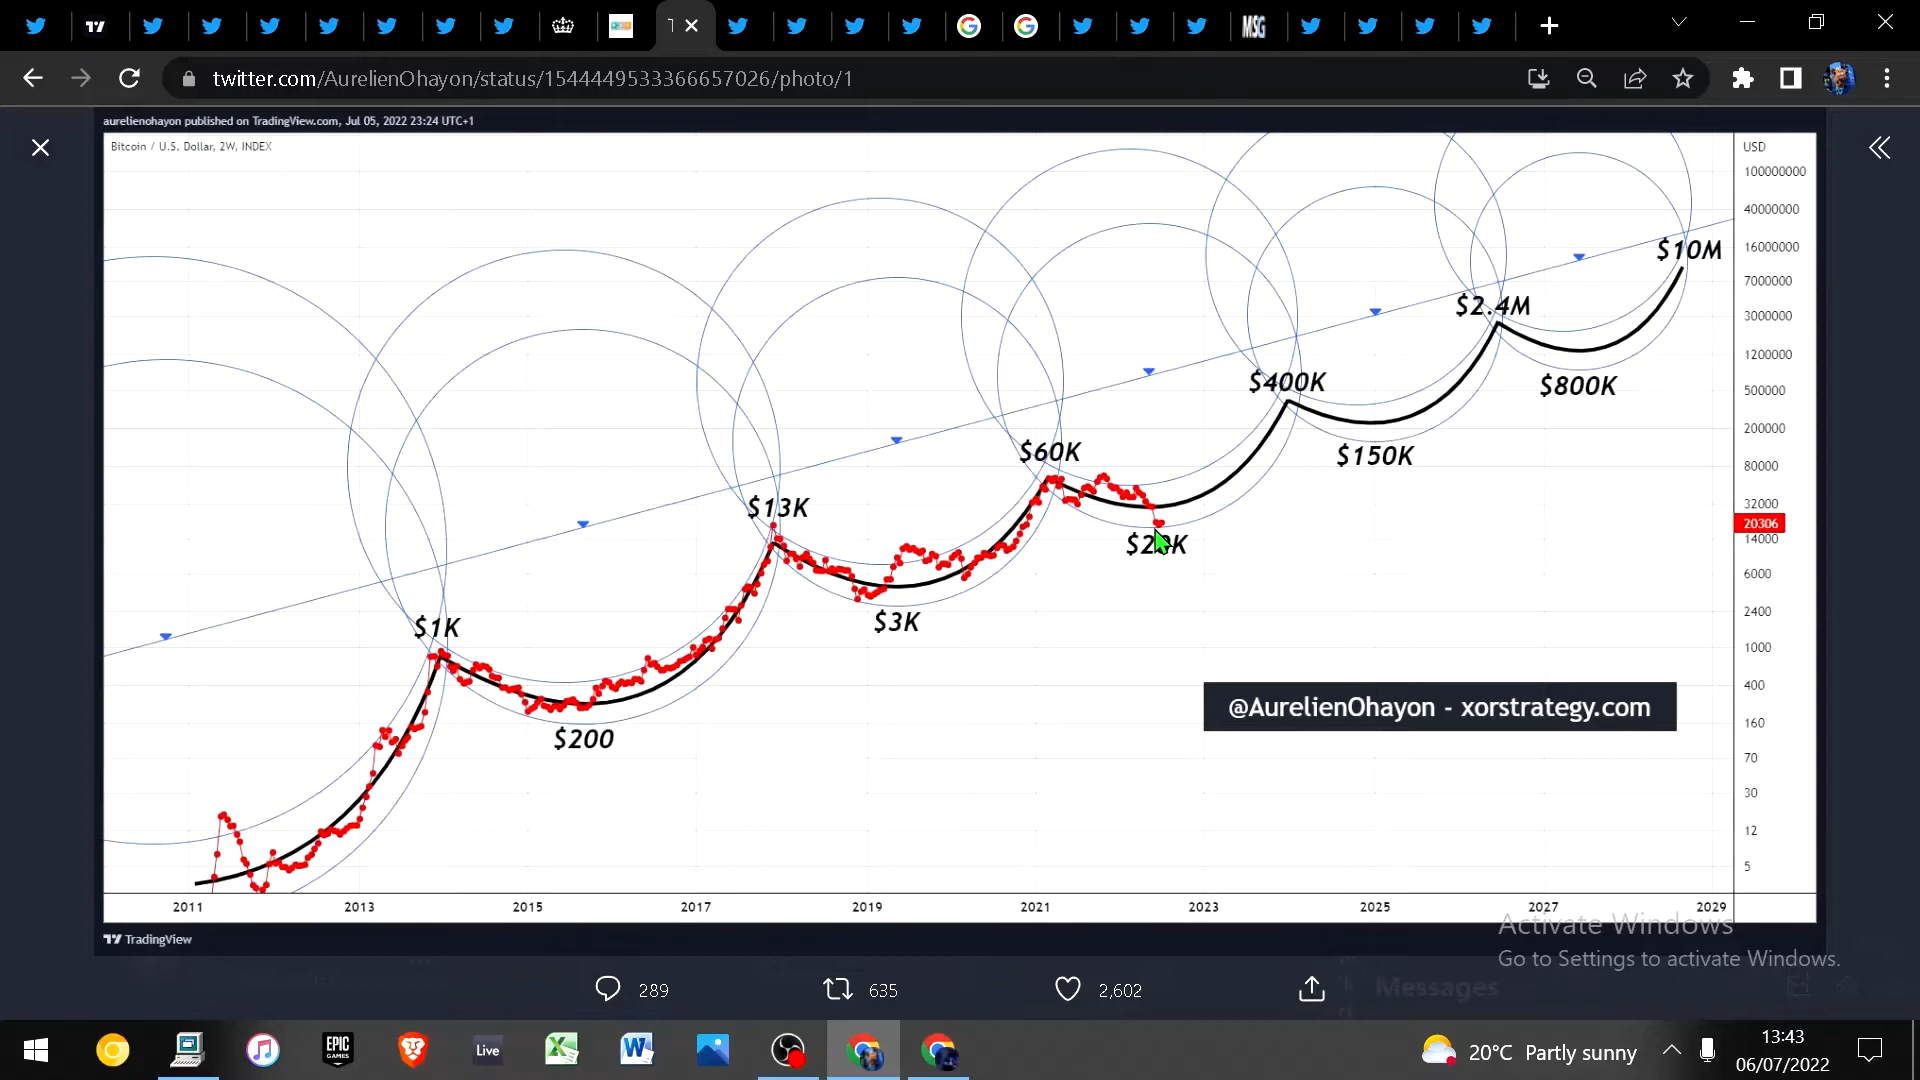 MSG
twitter.com/AurelienOhayon/status/1544449533366657026/photo/1
aurelienohayon published on TradingView.com, Jul 05, 2022 23:24 UTC+1
Bitcoin / U.S. Dollar, 2W, INDEX
USD
100000000
40000000
16000000
7000000
3000000
1200000
500000
200000
80000
32000
20306
14000
6000
2400
1000
400
160
70
30
12
5
$10M
$2.4M
$400K
$800K
$60K
$150K
$13K
$3K
$1K
$200
@AurelienOhayon - xorstrategy.com
2011 2013 2015 2017 2019 2021 2023 2025 2027 2029
TradingView
Activate Windows
Go to Settings to activate Windows.
289 635 2,602
Messages
EPIC GAMES
Live
20°C Partly sunny
13:43
06/07/2022